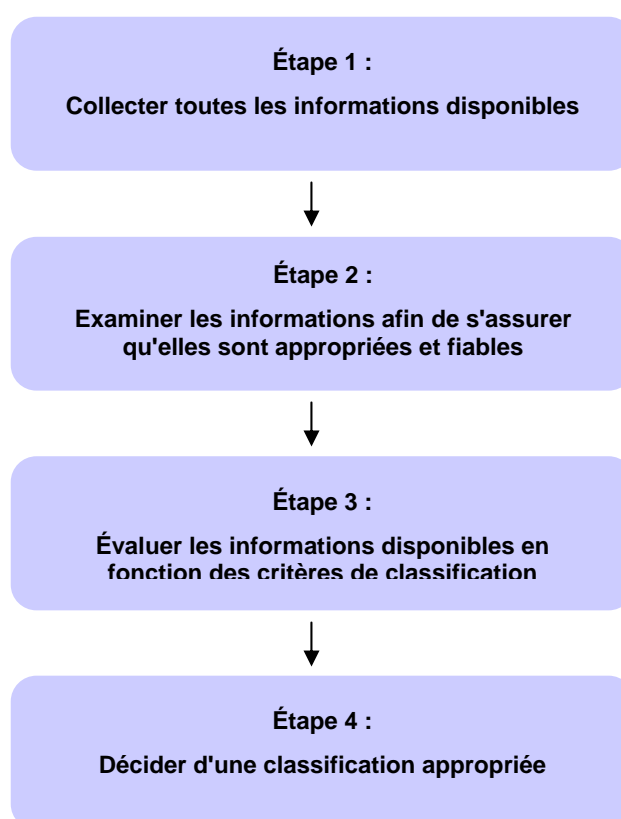 Étape 1 :
Collecter toutes les informations disponibles
Étape 2 :
Examiner les informations afin de s'assurer
qu'elles sont appropriées et fiables
Étape 3 :
Évaluer les informations disponibles en
fonction des critères de classification
Étape 4 :
Décider d'une classification appropriée